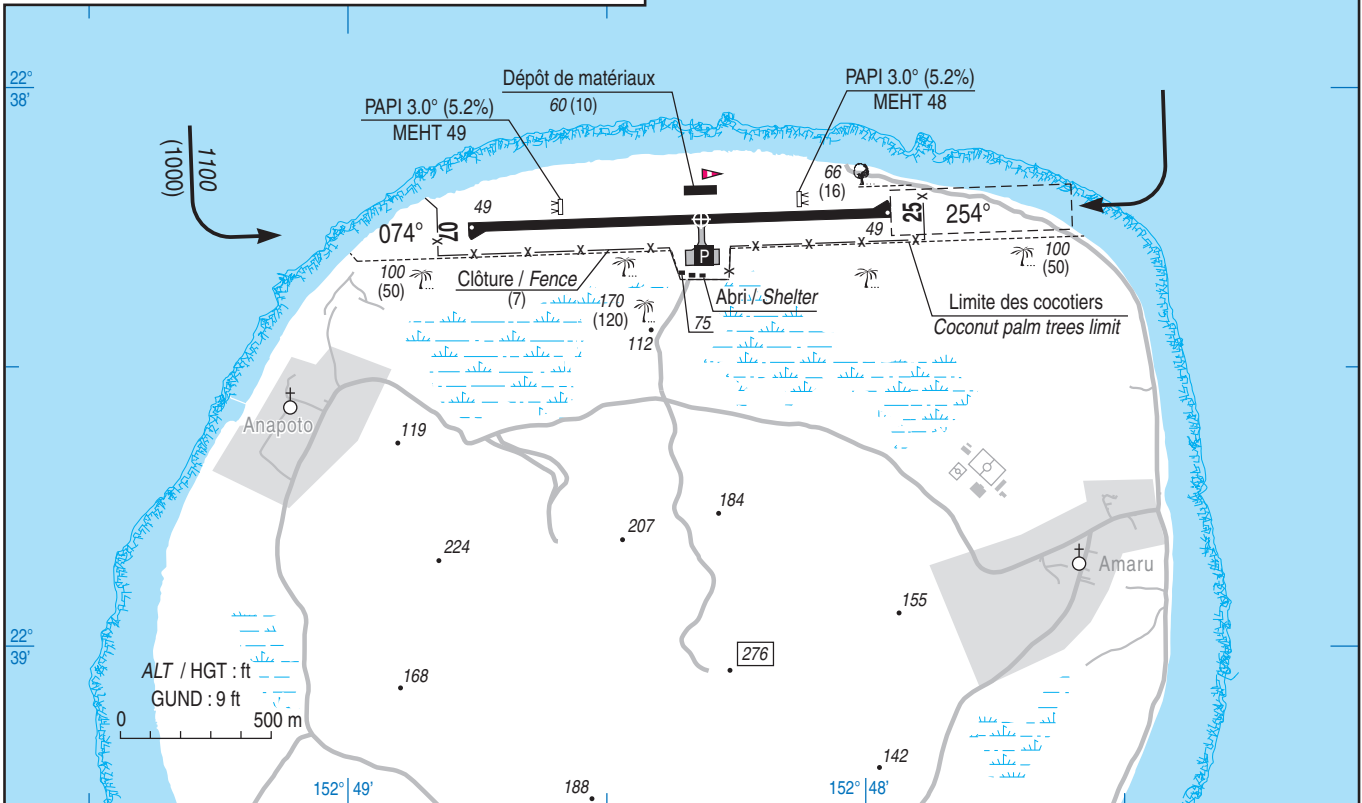 22°
38'
PAPI 3.0° (5.2%)
MEHT 49
Dépôt de matériaux
60 (10)
PAPI 3.0° (5.2%)
MEHT 48
1100
(1000)
66
(16)
49
074°
07
49
25
254°
P
100
(50)
Clôture / Fence
(7)
170
(120)
112
75
Abri / Shelter
100
(50)
Limite des cocotiers
Coconut palm trees limit
Anapoto
119
184
207
224
Amaru
155
22°
39'
276
ALT / HGT : ft
GUND : 9 ft
168
0
500 m
142
152° 49'
188
152° 48'